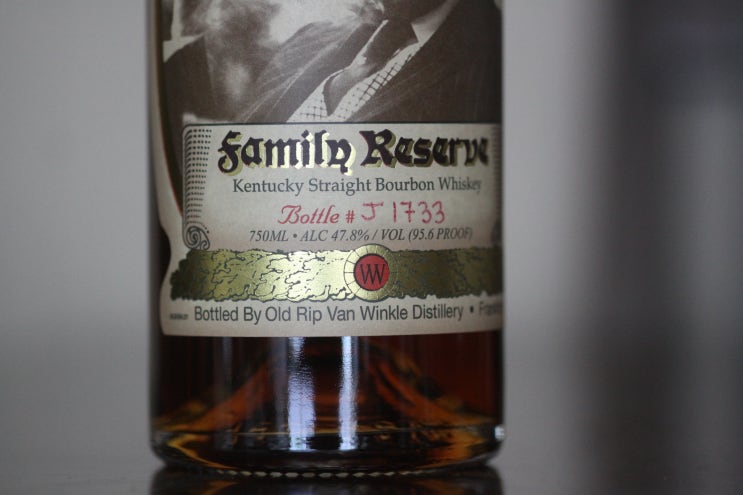 Family Reserve
Kentucky Straight Bourbon Whiskey
Bottle # J 1733
750ML • ALC 47.8% / VOL (95.6 PROOF)
VW
Bottled By Old Rip Van Winkle Distillery •